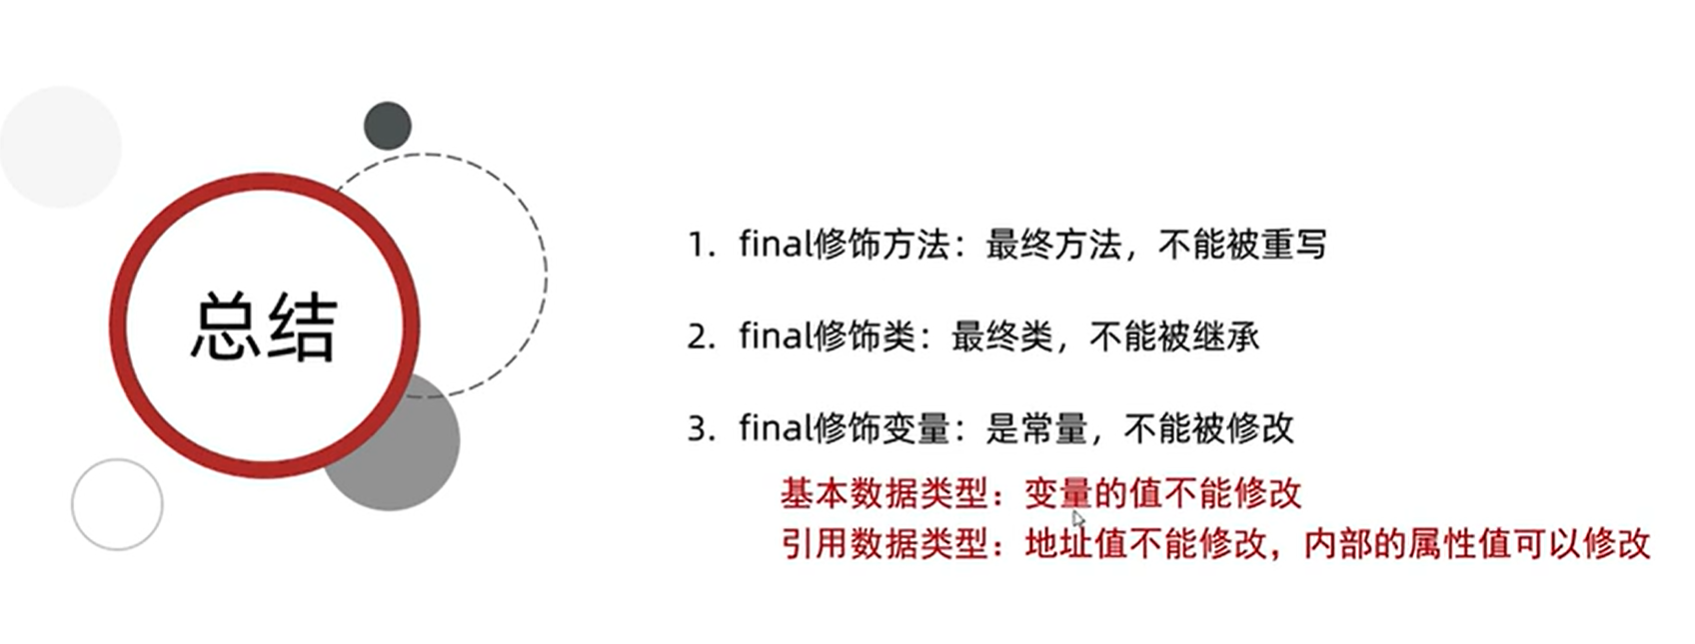 总结
1. final修饰方法：最终方法，不能被重写
2. final修饰类：最终类，不能被继承
3. final修饰变量：是常量，不能被修改
基本数据类型：变量的值不能修改
引用数据类型：地址值不能修改，内部的属性值可以修改